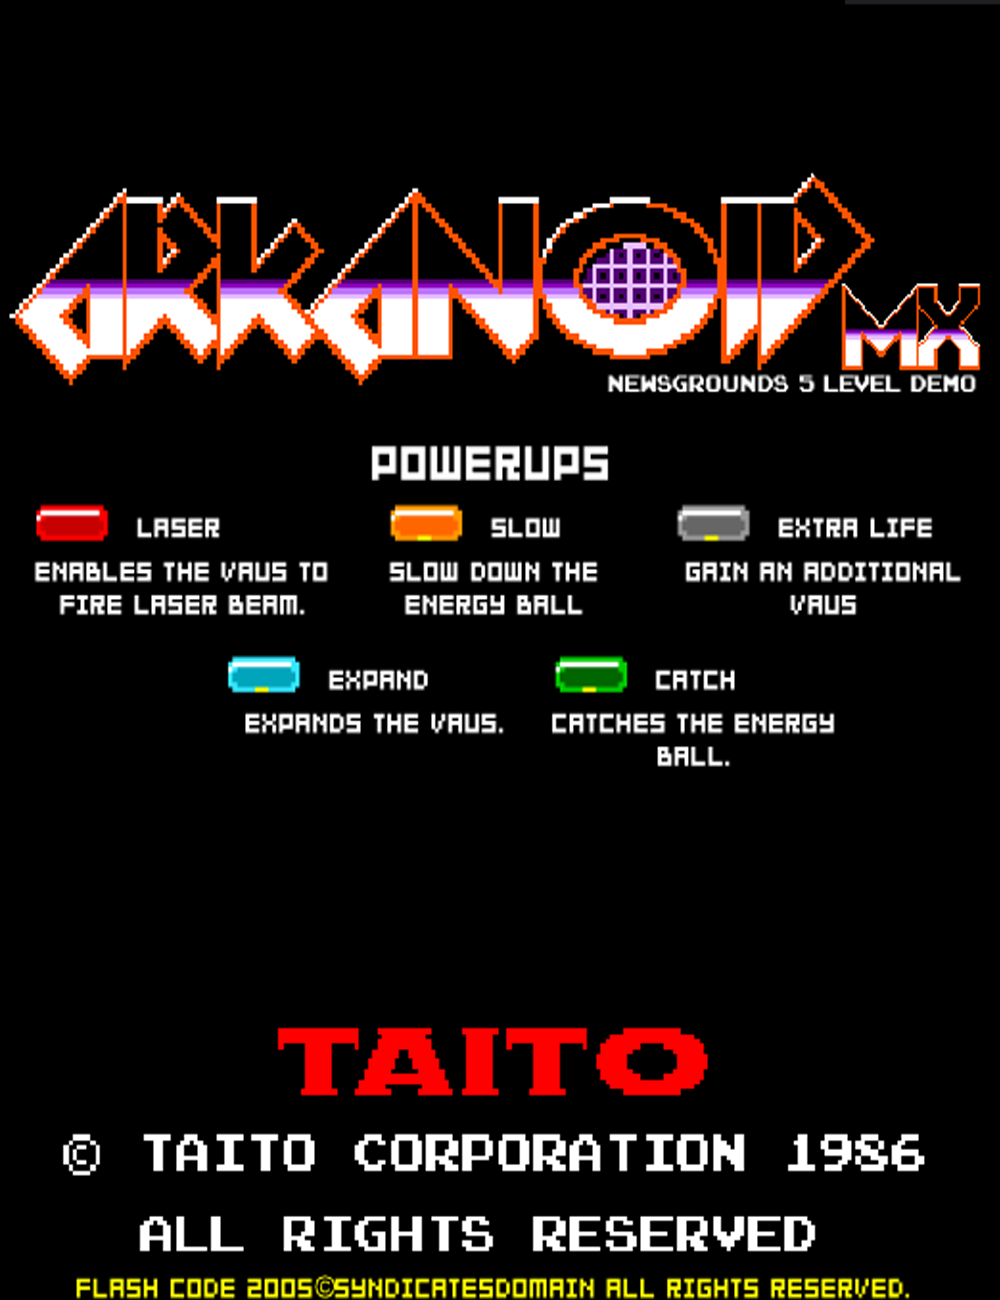 ARKANOID MX
NEWSGROUNDS 5 LEVEL DEMO
POWERUPS
LASER
ENABLES THE VAUS TO
FIRE LASER BEAM.
SLOW
SLOW DOWN THE
ENERGY BALL
EXTRA LIFE
GAIN AN ADDITIONAL
VAUS
EXPAND
EXPANDS THE VAUS.
CATCH
CATCHES THE ENERGY
BALL.
TAITO
© TAITO CORPORATION 1986
ALL RIGHTS RESERVED
FLASH CODE 2005©SYNDICATESDOMAIN ALL RIGHTS RESERVED.